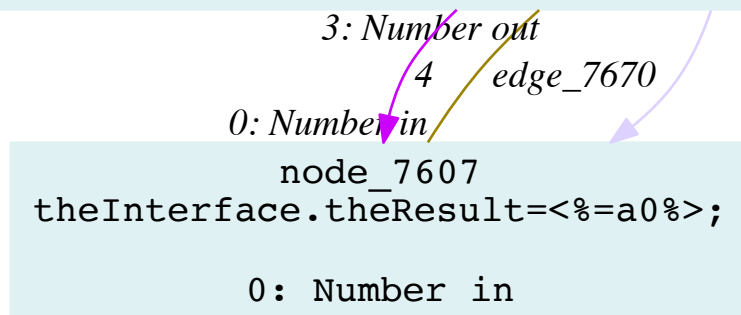 3: Number out
4 edge_7670
0: Number in
node_7607
theInterface.theResult=<%=a0%>;
0: Number in